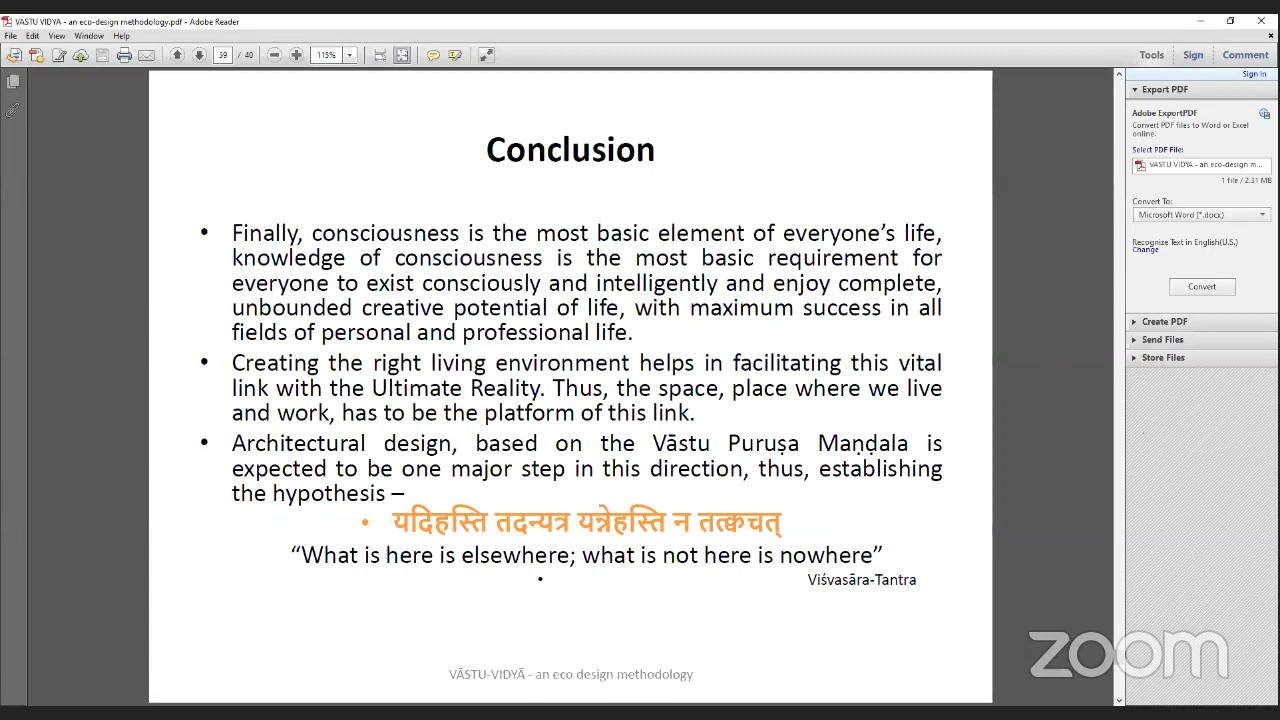 VASTU VIDYA - an eco-design methodology.pdf - Adobe Reader
File Edit View Window Help
39 / 40 115%
Tools Sign Comment
Sign In
Export PDF
Adobe ExportPDF
Convert PDF files to Word or Excel
online.
Select PDF File:
VASTU VIDYA - an eco-design m...
1 file / 2.31 MB
Convert To:
Microsoft Word (*.docx)
Recognize Text in English(U.S.)
Change
Convert
Create PDF
Send Files
Store Files
Conclusion
• Finally, consciousness is the most basic element of everyone’s life,
knowledge of consciousness is the most basic requirement for
everyone to exist consciously and intelligently and enjoy complete,
unbounded creative potential of life, with maximum success in all
fields of personal and professional life.
• Creating the right living environment helps in facilitating this vital
link with the Ultimate Reality. Thus, the space, place where we live
and work, has to be the platform of this link.
• Architectural design, based on the Vāstu Puruṣa Maṇḍala is
expected to be one major step in this direction, thus, establishing
the hypothesis –
• यदिहस्ति तदन्यत्र यन्नेहस्ति न तत्क्वचत्
“What is here is elsewhere; what is not here is nowhere”
• Viśvasāra-Tantra
VĀSTU-VIDYĀ - an eco design methodology
zoom